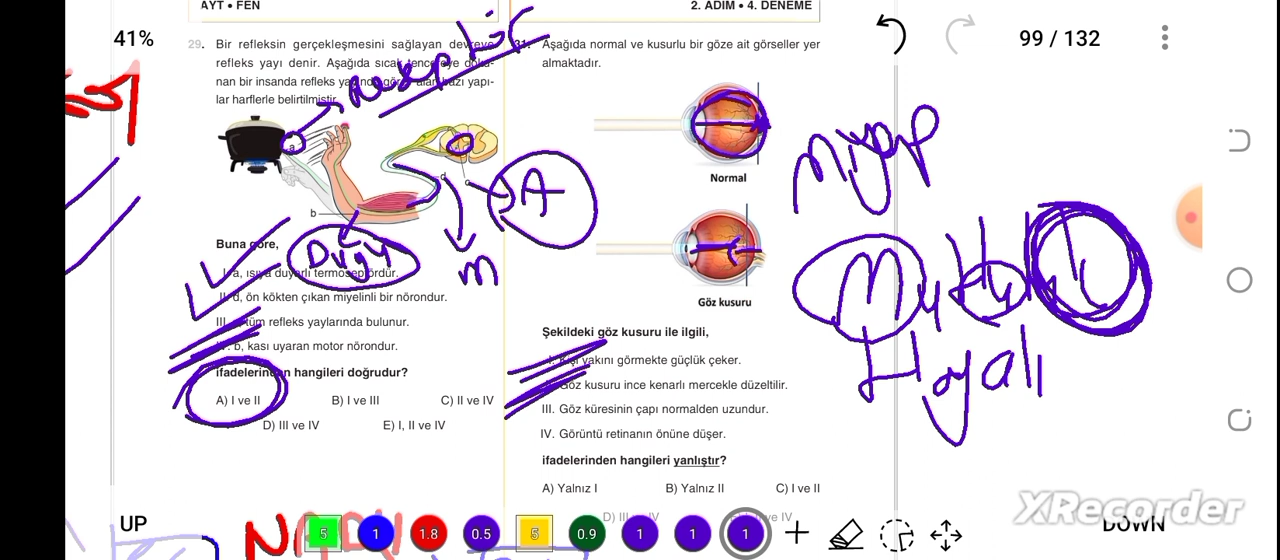 AYT • FEN
2. ADIM • 4. DENEME
41%
99 / 132
29. Bir refleksin gerçekleşmesini sağlayan devreye
refleks yayı denir. Aşağıda sıcak tencereye doku-
nan bir insanda refleks yayında görev alan bazı yapı-
lar harflerle belirtilmiştir.
a
b
c
d
A
Duyu
m
Buna göre,
I. a, ısıya duyarlı termoseptördür.
II. d, ön kökten çıkan miyelinli bir nörondur.
III. tüm refleks yaylarında bulunur.
IV. b, kası uyaran motor nörondur.
ifadelerinden hangileri doğrudur?
A) I ve II
B) I ve III
C) II ve IV
D) III ve IV
E) I, II ve IV
31. Aşağıda normal ve kusurlu bir göze ait görseller yer
almaktadır.
Normal
Göz kusuru
Miyop
Hayali
Şekildeki göz kusuru ile ilgili,
I. Kişi yakını görmekte güçlük çeker.
Göz kusuru ince kenarlı mercekle düzeltilir.
III. Göz küresinin çapı normalden uzundur.
IV. Görüntü retinanın önüne düşer.
ifadelerinden hangileri yanlıştır?
A) Yalnız I
B) Yalnız II
C) I ve II
UP
5
1
1.8
0.5
5
0.9
1
1
1
XRecorder
DOWN